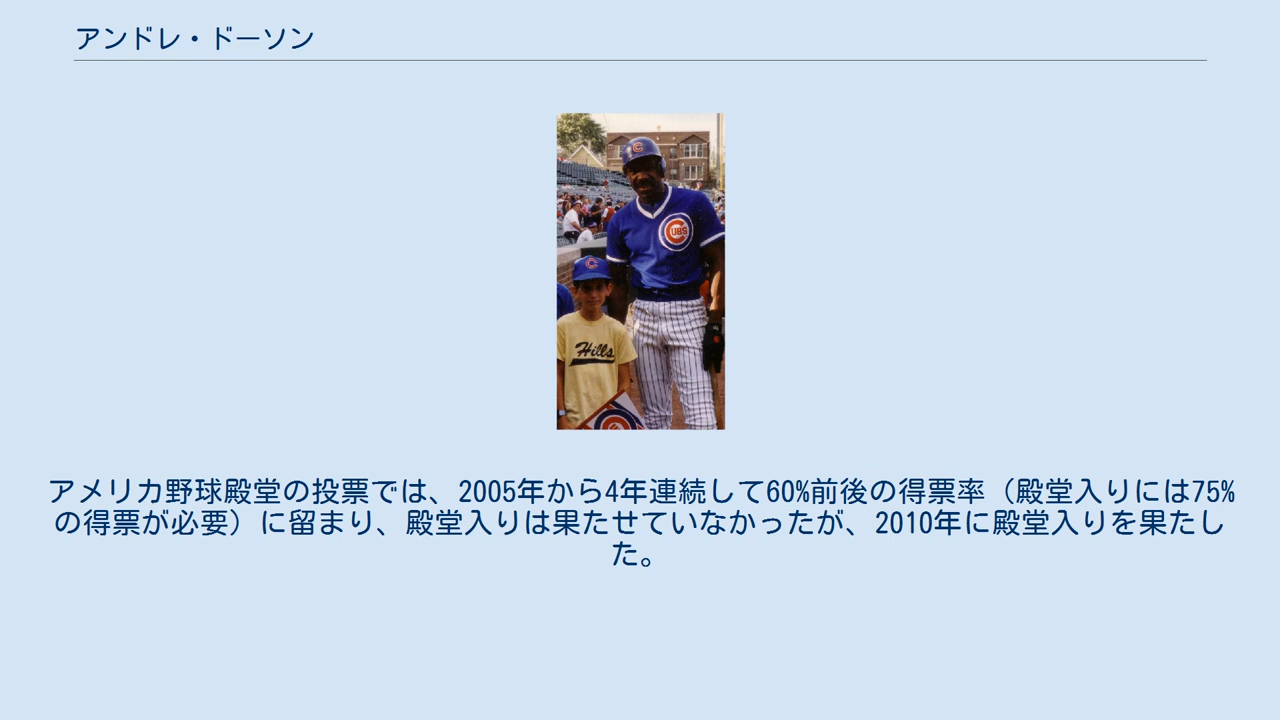 アンドレ・ドーソン
CUBS
Hills
アメリカ野球殿堂の投票では、2005年から4年連続して60%前後の得票率（殿堂入りには75%
の得票が必要）に留まり、殿堂入りは果たせていなかったが、2010年に殿堂入りを果たし
た。